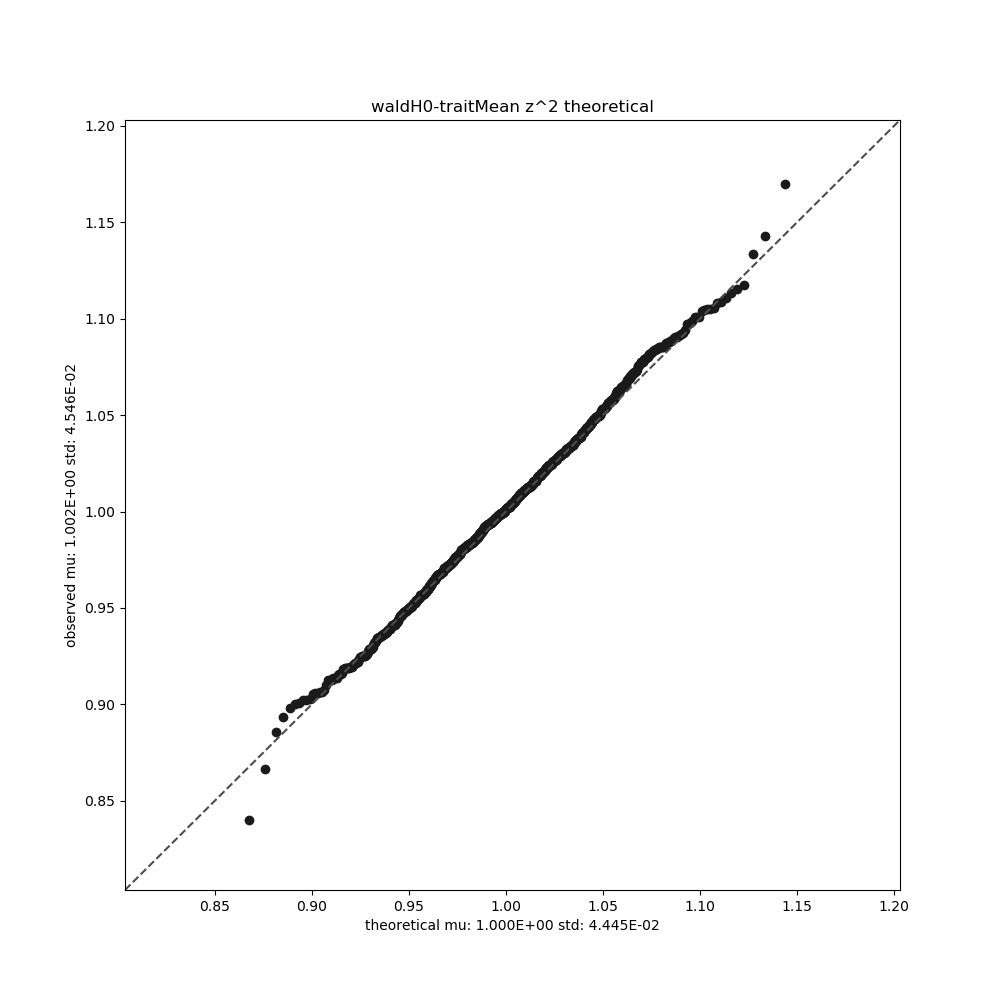 waldH0-traitMean z^2 theoretical
1.20
1.15
1.10
1.05
1.00
0.95
0.90
0.85
observed mu: 1.002E+00 std: 4.546E-02
0.85 0.90 0.95 1.00 1.05 1.10 1.15 1.20
theoretical mu: 1.000E+00 std: 4.445E-02